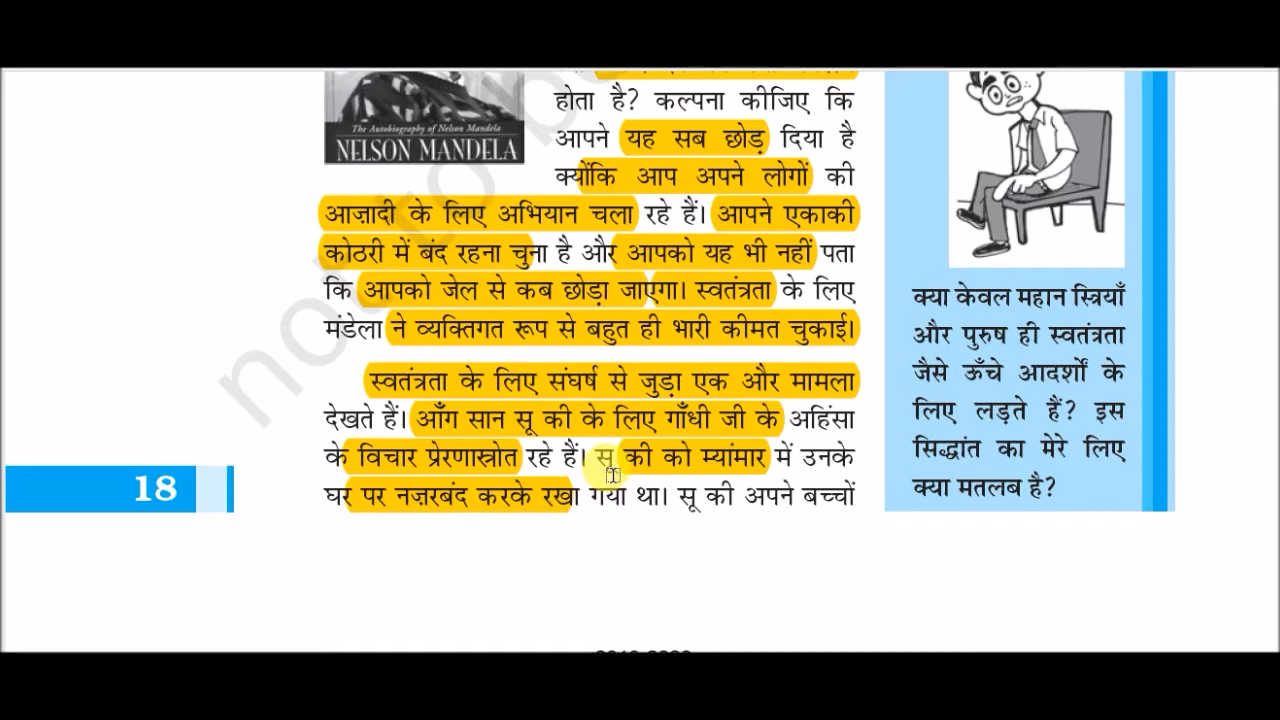 The Autobiography of Nelson Mandela
NELSON MANDELA
होता है? कल्पना कीजिए कि
आपने यह सब छोड़ दिया है
क्योंकि आप अपने लोगों की
आज़ादी के लिए अभियान चला रहे हैं। आपने एकाकी
कोठरी में बंद रहना चुना है और आपको यह भी नहीं पता
कि आपको जेल से कब छोड़ा जाएगा। स्वतंत्रता के लिए
मंडेला ने व्यक्तिगत रूप से बहुत ही भारी कीमत चुकाई।
स्वतंत्रता के लिए संघर्ष से जुड़ा एक और मामला
देखते हैं। आँग सान सू की के लिए गाँधी जी के अहिंसा
के विचार प्रेरणास्रोत रहे हैं। सू की को म्यांमार में उनके
घर पर नज़रबंद करके रखा गया था। सू की अपने बच्चों
18
क्या केवल महान स्त्रियाँ
और पुरुष ही स्वतंत्रता
जैसे ऊँचे आदर्शों के
लिए लड़ते हैं? इस
सिद्धांत का मेरे लिए
क्या मतलब है?